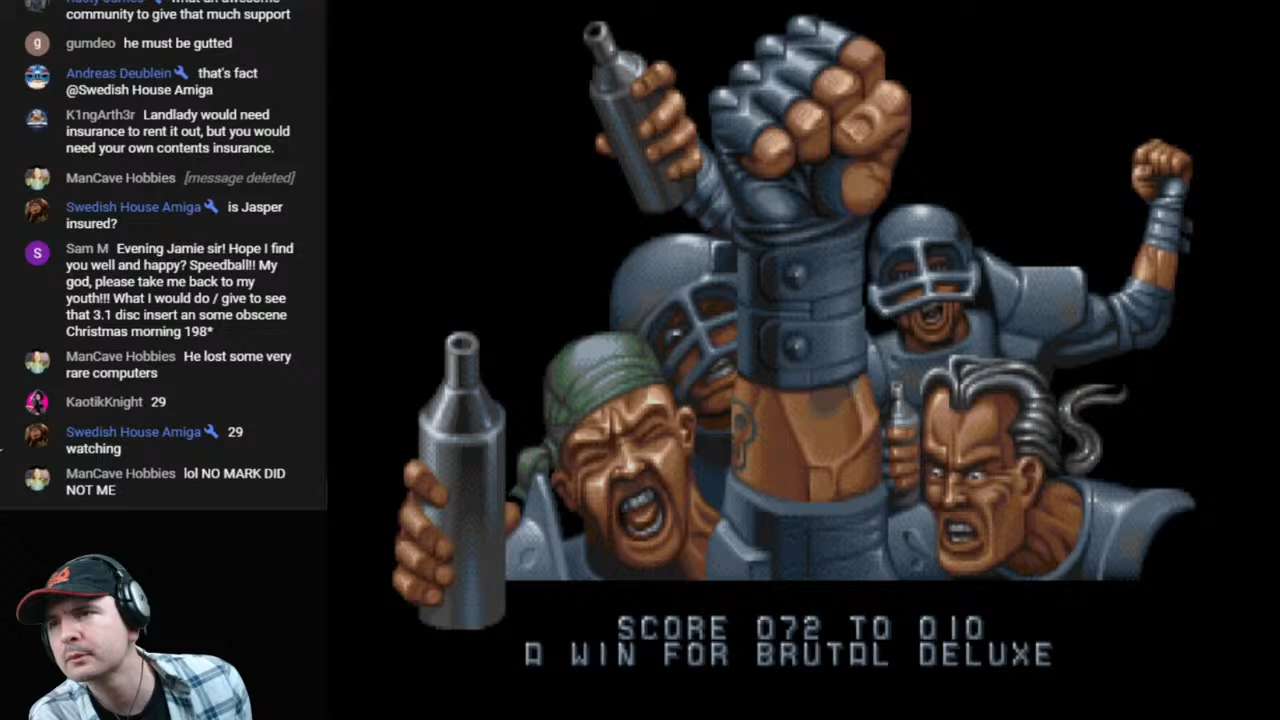 what an awesome
community to give that much support
g gumdeo he must be gutted
Andreas Deublein that's fact
@Swedish House Amiga
K1ngArth3r Landlady would need
insurance to rent it out, but you would
need your own contents insurance.
ManCave Hobbies [message deleted]
Swedish House Amiga is Jasper
insured?
S Sam M Evening Jamie sir! Hope I find
you well and happy? Speedball!! My
god, please take me back to my
youth!!! What I would do / give to see
that 3.1 disc insert an some obscene
Christmas morning 198*
ManCave Hobbies He lost some very
rare computers
KaotikKnight 29
Swedish House Amiga 29
watching
ManCave Hobbies lol NO MARK DID
NOT ME
SCORE 072 TO 010
A WIN FOR BRUTAL DELUXE